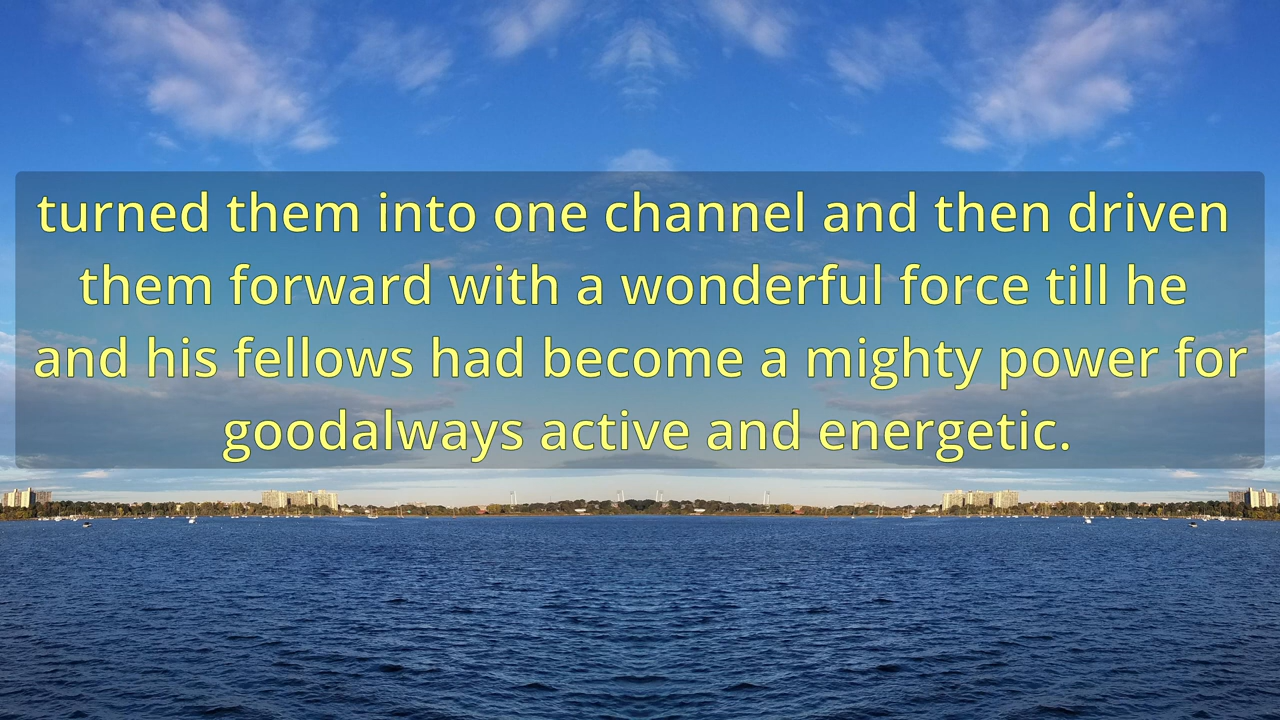 turned them into one channel and then driven
them forward with a wonderful force till he
and his fellows had become a mighty power for
goodalways active and energetic.